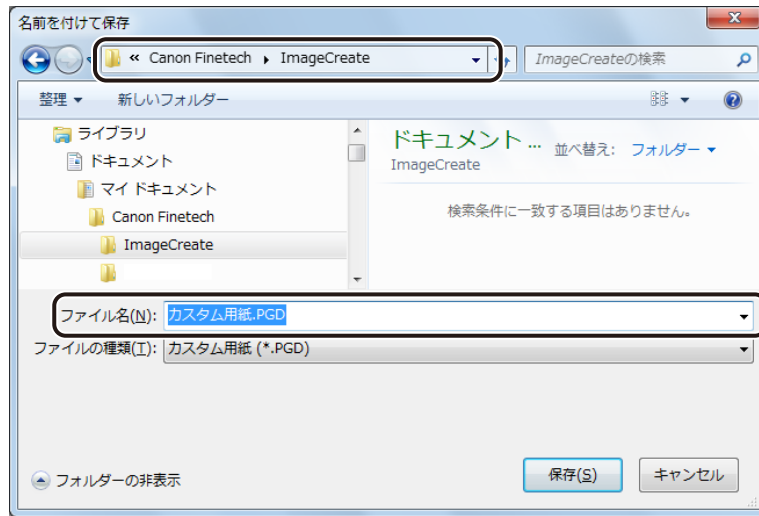 名前を付けて保存
« Canon Finetech ▸ ImageCreate
ImageCreateの検索
整理 ▼ 新しいフォルダー
ライブラリ
ドキュメント
マイ ドキュメント
Canon Finetech
ImageCreate
ドキュメント ... 並べ替え: フォルダー ▼
ImageCreate
検索条件に一致する項目はありません。
ファイル名(N): カスタム用紙.PGD
ファイルの種類(T): カスタム用紙 (*.PGD)
フォルダーの非表示
保存(S) キャンセル